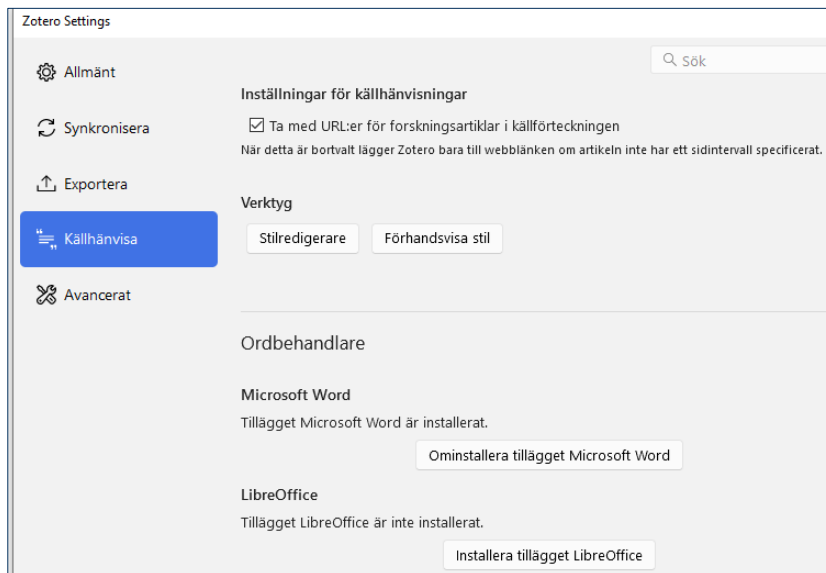 Zotero Settings
Allmänt
Synkronisera
Exportera
Källhänvisa
Avancerat
Sök
Inställningar för källhänvisningar
Ta med URL:er för forskningsartiklar i källförteckningen
När detta är bortvalt lägger Zotero bara till webblänken om artikeln inte har ett sidintervall specificerat.
Verktyg
Stilredigerare Förhandsvisa stil
Ordbehandlare
Microsoft Word
Tillägget Microsoft Word är installerat.
Ominstallera tillägget Microsoft Word
LibreOffice
Tillägget LibreOffice är inte installerat.
Installera tillägget LibreOffice